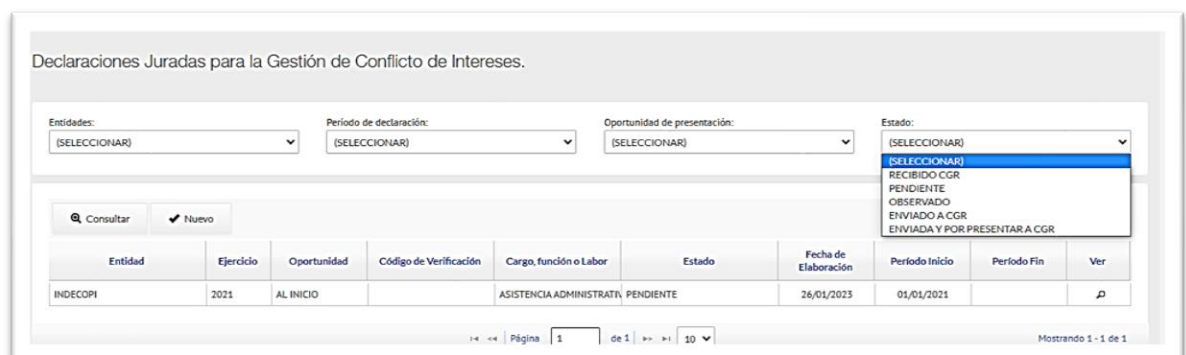 Declaraciones Juradas para la Gestión de Conflicto de Intereses.
Entidades: Período de declaración: Oportunidad de presentación: Estado:
(SELECCIONAR) (SELECCIONAR) (SELECCIONAR) (SELECCIONAR)
(SELECCIONAR)
RECIBIDO CGR
PENDIENTE
OBSERVADO
ENVIADO A CGR
ENVIADA Y POR PRESENTAR A CGR
Consultar Nuevo
Entidad Ejercicio Oportunidad Código de Verificación Cargo, función o Labor Estado Fecha de Elaboración Período Inicio Período Fin Ver
INDECOPI 2021 AL INICIO ASISTENCIA ADMINISTRATIV PENDIENTE 26/01/2023 01/01/2021
Página 1 de 1 10 Mostrando 1 - 1 de 1